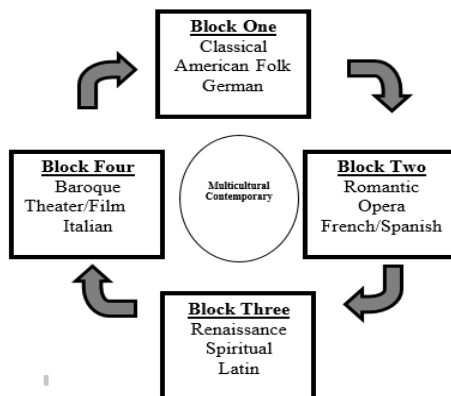 Block One
Classical
American Folk
German
Block Two
Romantic
Opera
French/Spanish
Block Three
Renaissance
Spiritual
Latin
Block Four
Baroque
Theater/Film
Italian
Multicultural
Contemporary